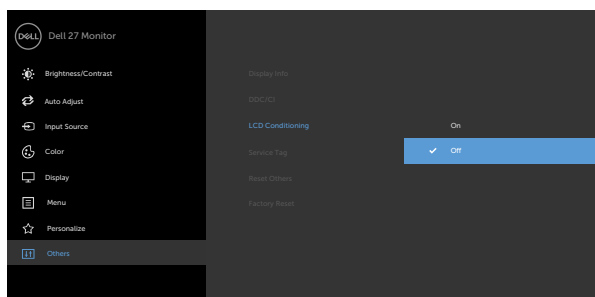 DELL Dell 27 Monitor
Brightness/Contrast
Auto Adjust
Input Source
Color
Display
Menu
Personalize
Others
Display Info
DDC/CI
LCD Conditioning
Service Tag
Reset Others
Factory Reset
On
Off